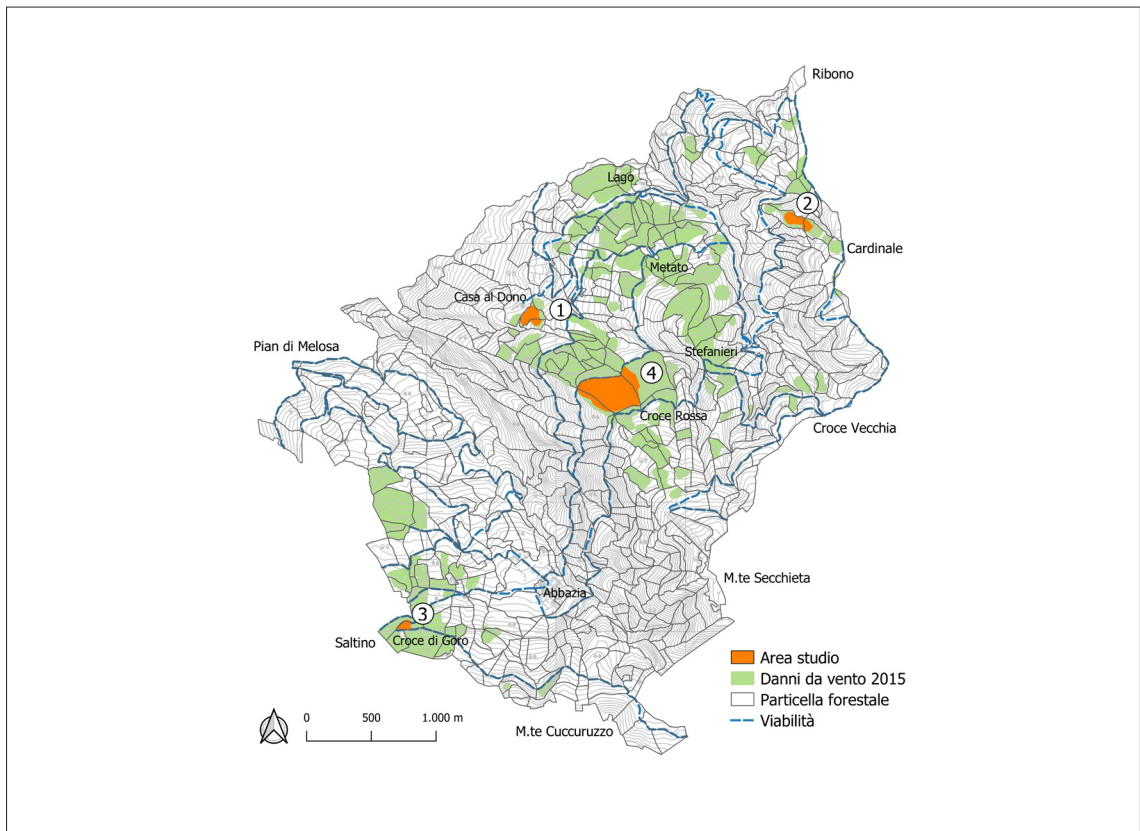 Ribono
Lago
2
Cardinale
Metato
Casa al Dono
1
Pian di Melosa
Stefanieri
4
Croce Rossa
Croce Vecchia
M.te Secchieta
Abbazia
3
Saltino
Croce di Goro
M.te Cuccuruzzo
Area studio
Danni da vento 2015
Particella forestale
Viabilità
0 500 1.000 m